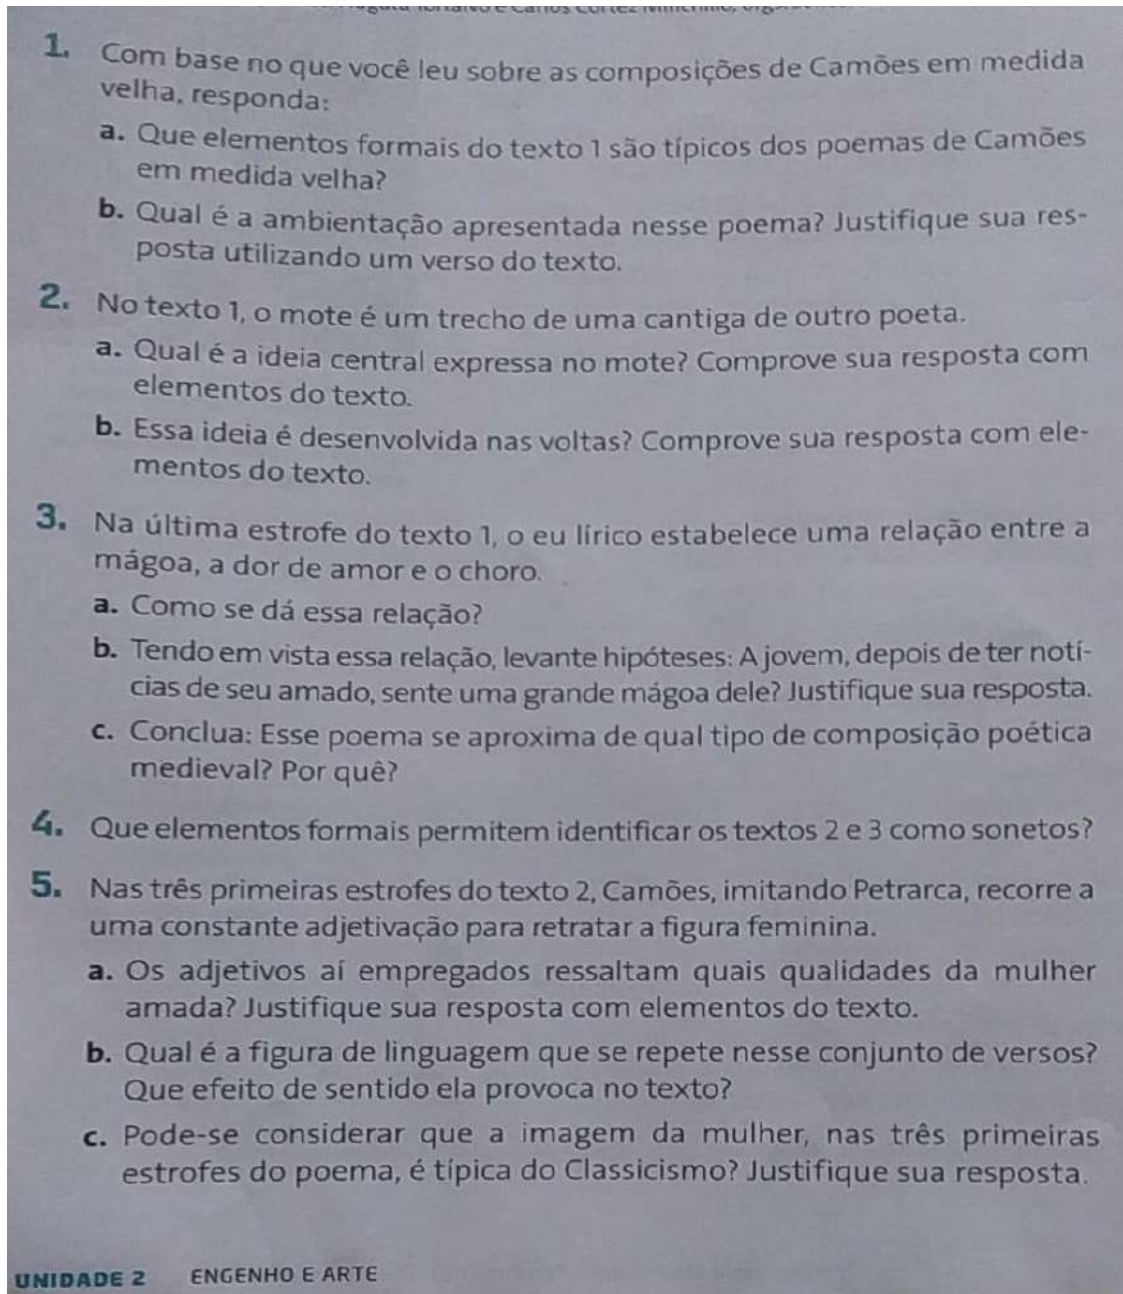 1. Com base no que você leu sobre as composições de Camões em medida
velha, responda:
a. Que elementos formais do texto 1 são típicos dos poemas de Camões
em medida velha?
b. Qual é a ambientação apresentada nesse poema? Justifique sua res-
posta utilizando um verso do texto.
2. No texto 1, o mote é um trecho de uma cantiga de outro poeta.
a. Qual é a ideia central expressa no mote? Comprove sua resposta com
elementos do texto.
b. Essa ideia é desenvolvida nas voltas? Comprove sua resposta com ele-
mentos do texto.
3. Na última estrofe do texto 1, o eu lírico estabelece uma relação entre a
mágoa, a dor de amor e o choro.
a. Como se dá essa relação?
b. Tendo em vista essa relação, levante hipóteses: A jovem, depois de ter notí-
cias de seu amado, sente uma grande mágoa dele? Justifique sua resposta.
c. Conclua: Esse poema se aproxima de qual tipo de composição poética
medieval? Por quê?
4. Que elementos formais permitem identificar os textos 2 e 3 como sonetos?
5. Nas três primeiras estrofes do texto 2, Camões, imitando Petrarca, recorre a
uma constante adjetivação para retratar a figura feminina.
a. Os adjetivos aí empregados ressaltam quais qualidades da mulher
amada? Justifique sua resposta com elementos do texto.
b. Qual é a figura de linguagem que se repete nesse conjunto de versos?
Que efeito de sentido ela provoca no texto?
c. Pode-se considerar que a imagem da mulher, nas três primeiras
estrofes do poema, é típica do Classicismo? Justifique sua resposta.
UNIDADE 2 ENGENHO E ARTE